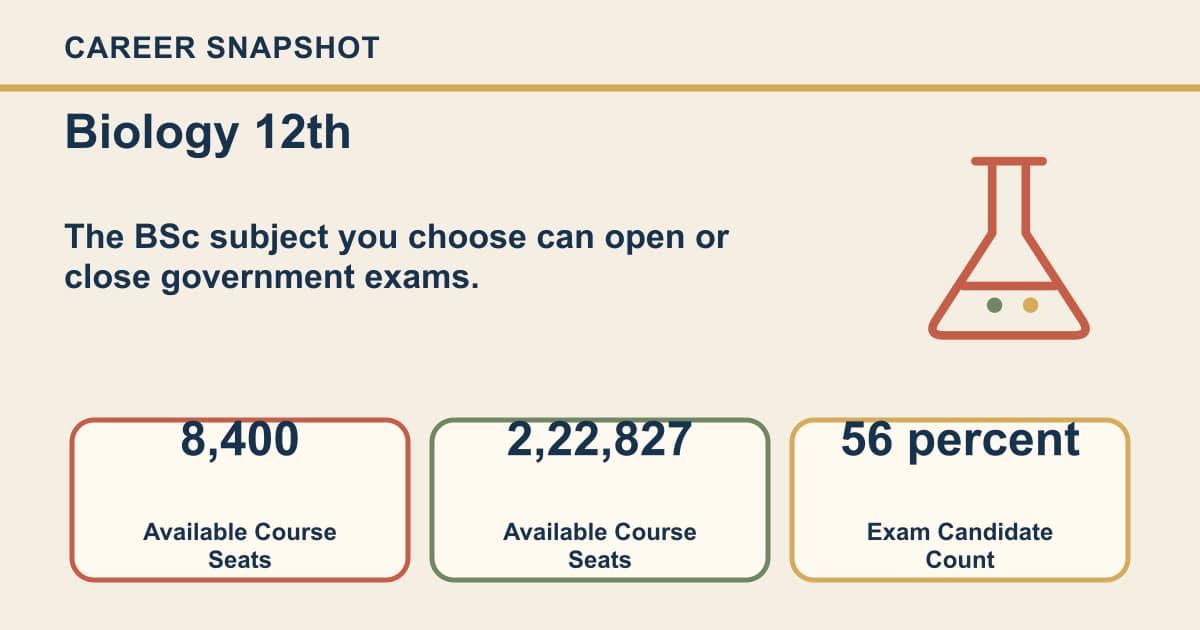 CAREER SNAPSHOT
Biology 12th
The BSc subject you choose can open or
close government exams.
8,400
Available Course
Seats
2,22,827
Available Course
Seats
56 percent
Exam Candidate
Count